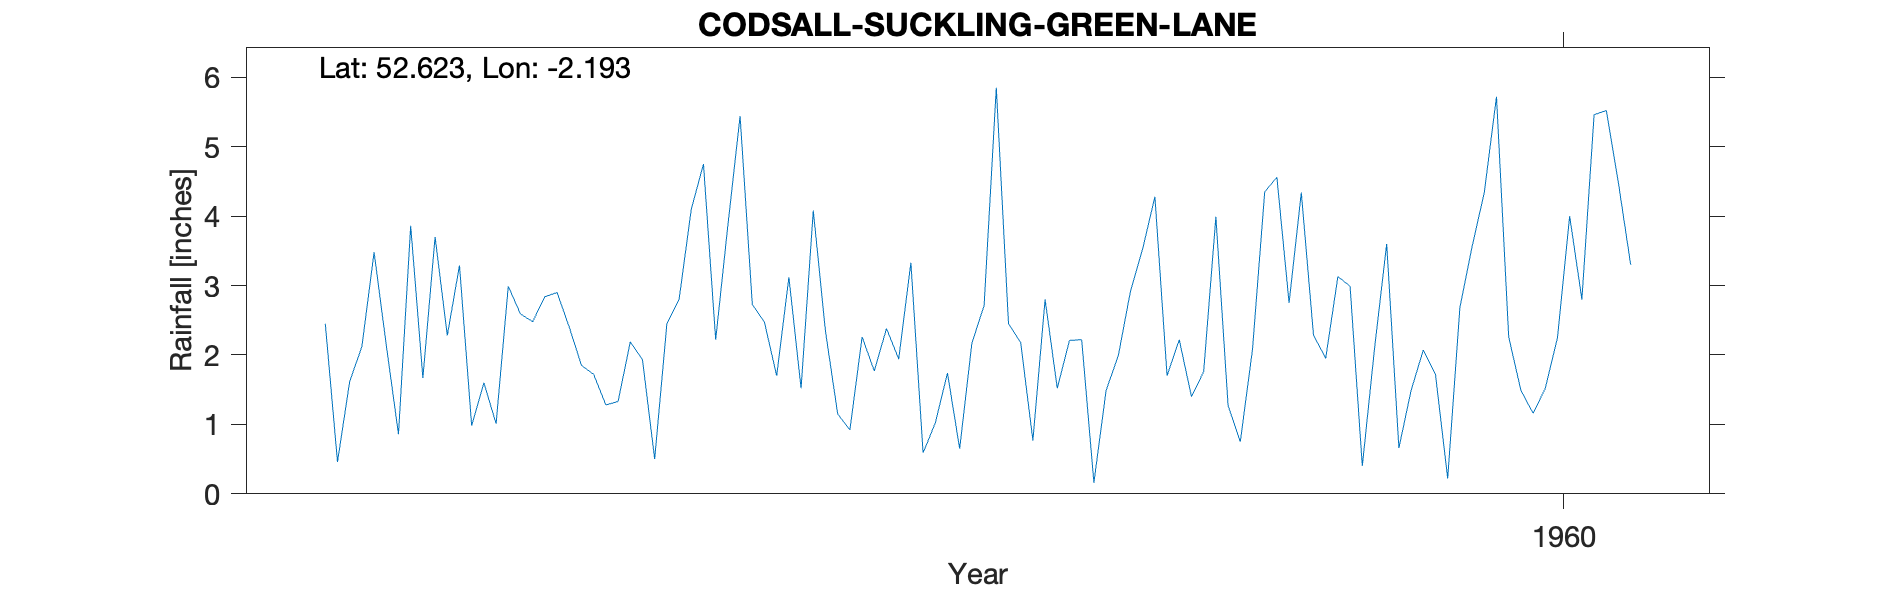 CODSALL-SUCKLING-GREEN-LANE
Lat: 52.623, Lon: -2.193
6
5
4
3
2
1
0
Rainfall [inches]
1960
Year